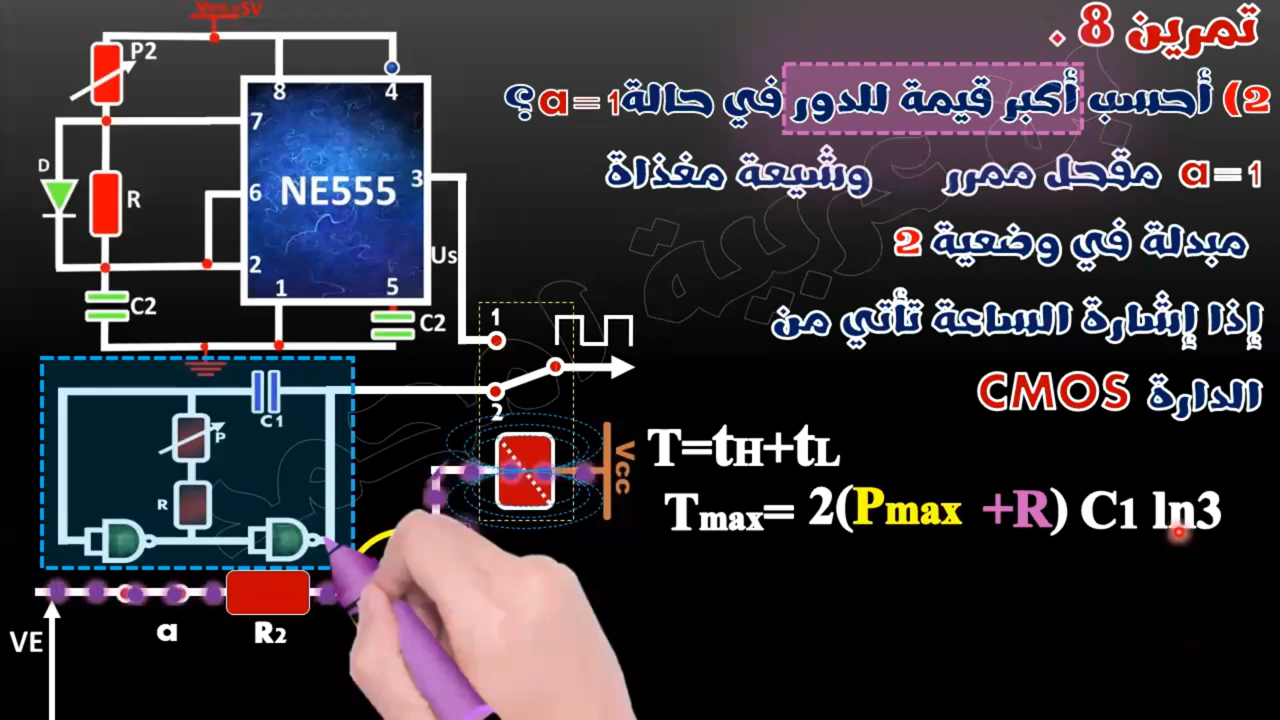 تمرين 8 .
2) أحسب أكبر قيمة للدور في حالة a=1؟
a=1 مقحل ممرر وشيعة مغذاة
مبدلة في وضعية 2
إذا إشارة الساعة تأتي من
الدارة CMOS
T=tH+tL
Tmax= 2(Pmax +R) C1 ln3
Vcc=5V
P2
8
4
7
D
R
6
NE555
3
2
Us
1
5
C2
C2
1
2
C1
P
R
Vcc
a
R2
VE